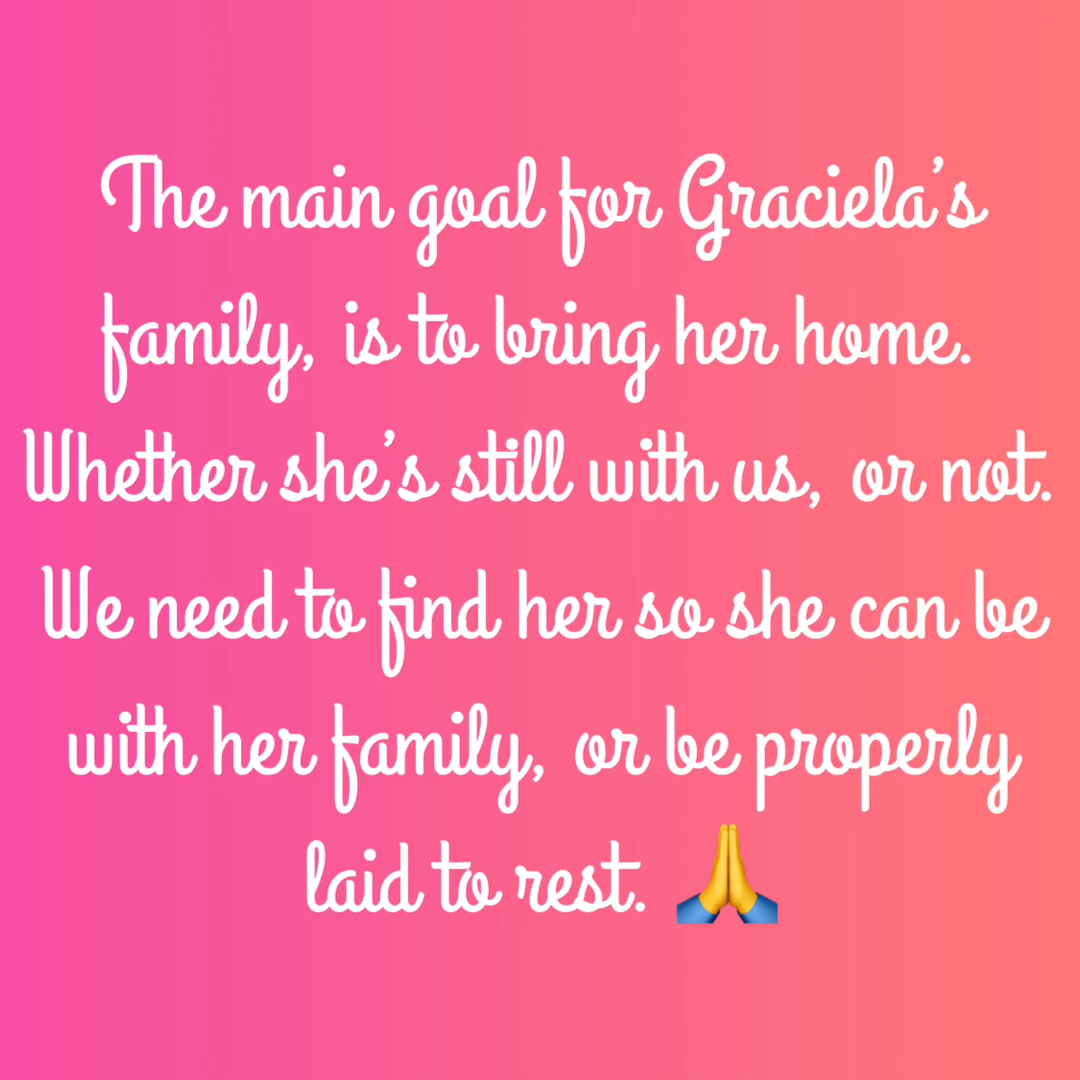 The main goal for Graciela’s
family, is to bring her home.
Whether she’s still with us, or not.
We need to find her so she can be
with her family, or be properly
laid to rest. 🙏